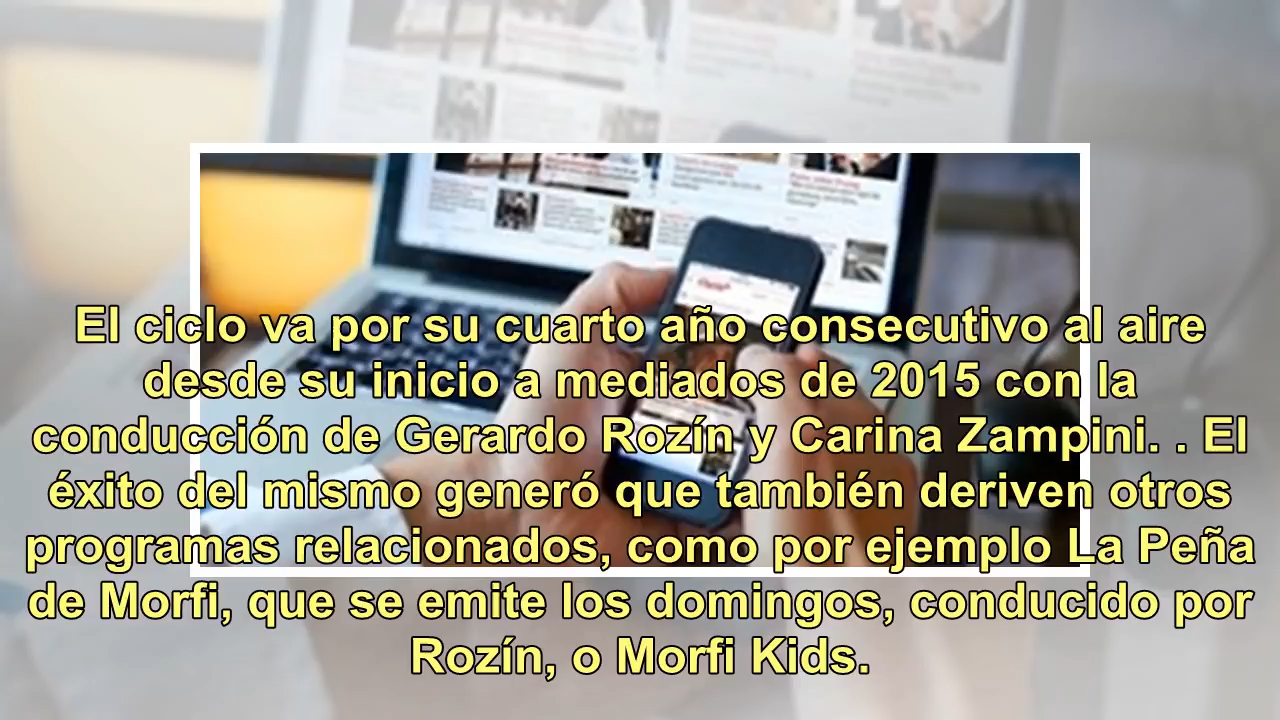 El ciclo va por su cuarto año consecutivo al aire
desde su inicio a mediados de 2015 con la
conducción de Gerardo Rozín y Carina Zampini. . El
éxito del mismo generó que también deriven otros
programas relacionados, como por ejemplo La Peña
de Morfi, que se emite los domingos, conducido por
Rozín, o Morfi Kids.